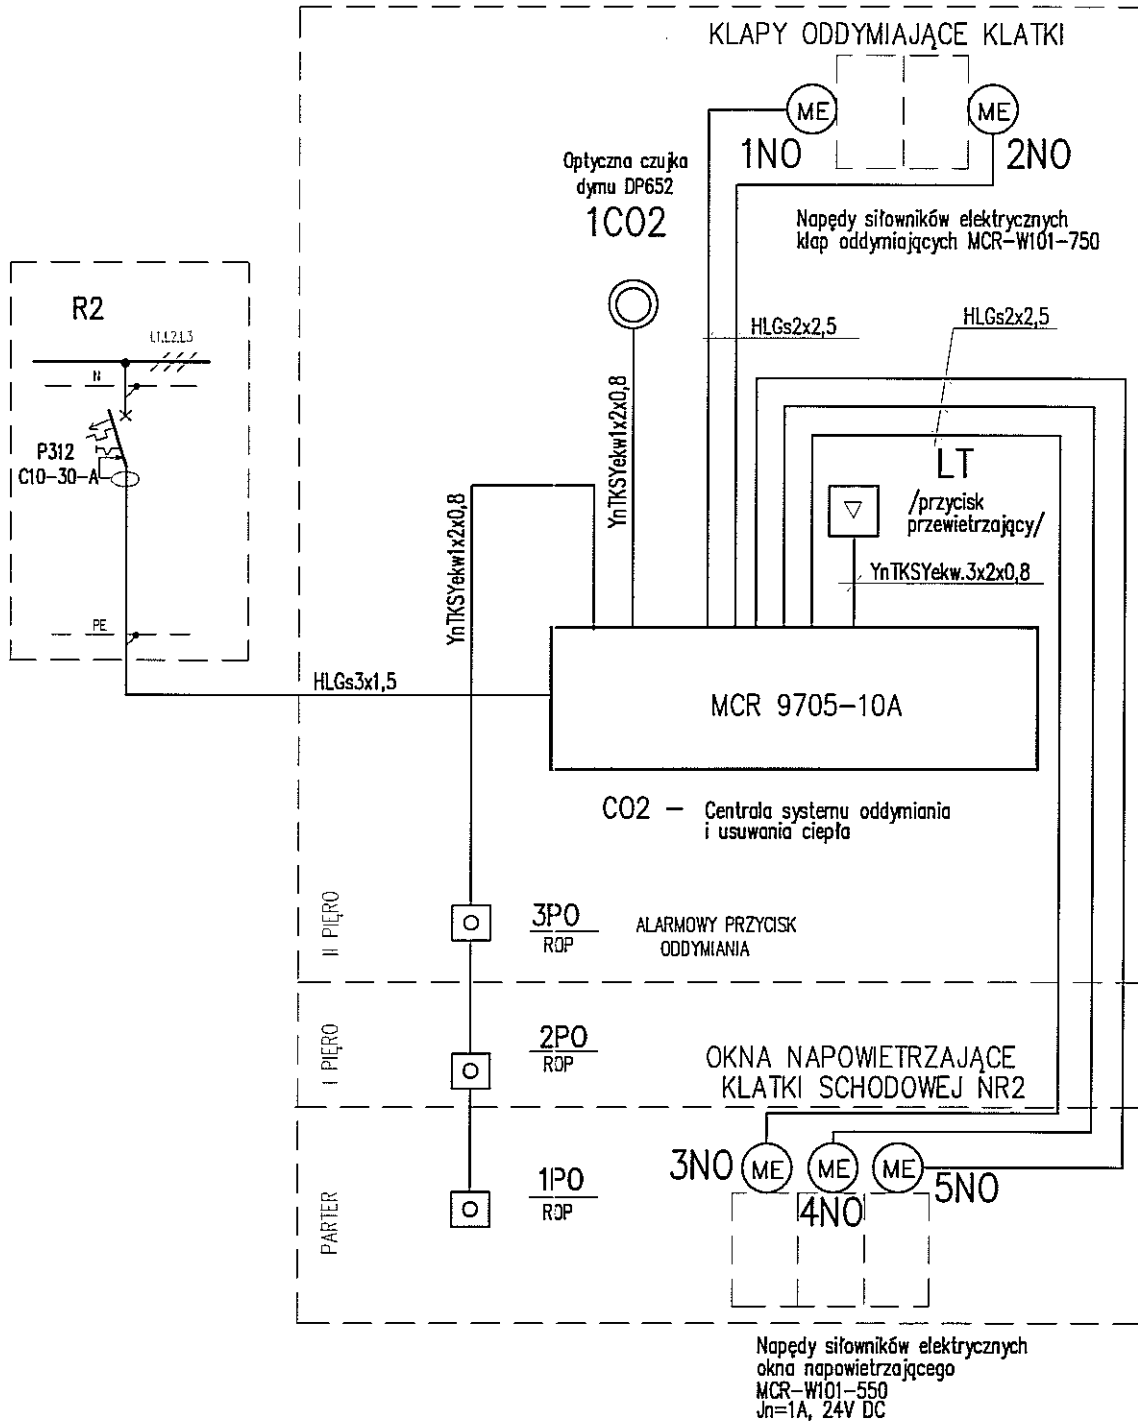 KLAPY ODDYMIAJĄCE KLATKI
ME
ME
1NO
2NO
Optyczna czujka
dymu DP652
1CO2
Napędy siłowników elektrycznych
klap oddymiających MCR-W101-750
R2
L1,L2,L3
N
P312
C10-30-A
PE
HLGs2x2,5
HLGs2x2,5
YnTKSYekw1x2x0,8
YnTKSYekw1x2x0,8
LT
/przycisk
przewietrzający/
YnTKSYekw.3x2x0,8
HLGs3x1,5
MCR 9705-10A
CO2 - Centrala systemu oddymiania
i usuwania ciepła
II PIĘRO
3PO
ROP
ALARMOWY PRZYCISK
ODDYMIANIA
I PIĘRO
2PO
ROP
OKNA NAPOWIETRZAJĄCE
KLATKI SCHODOWEJ NR2
PARTER
1PO
ROP
3NO
ME
ME
ME
4NO
5NO
Napędy siłowników elektrycznych
okna napowietrzającego
MCR-W101-550
Jn=1A, 24V DC